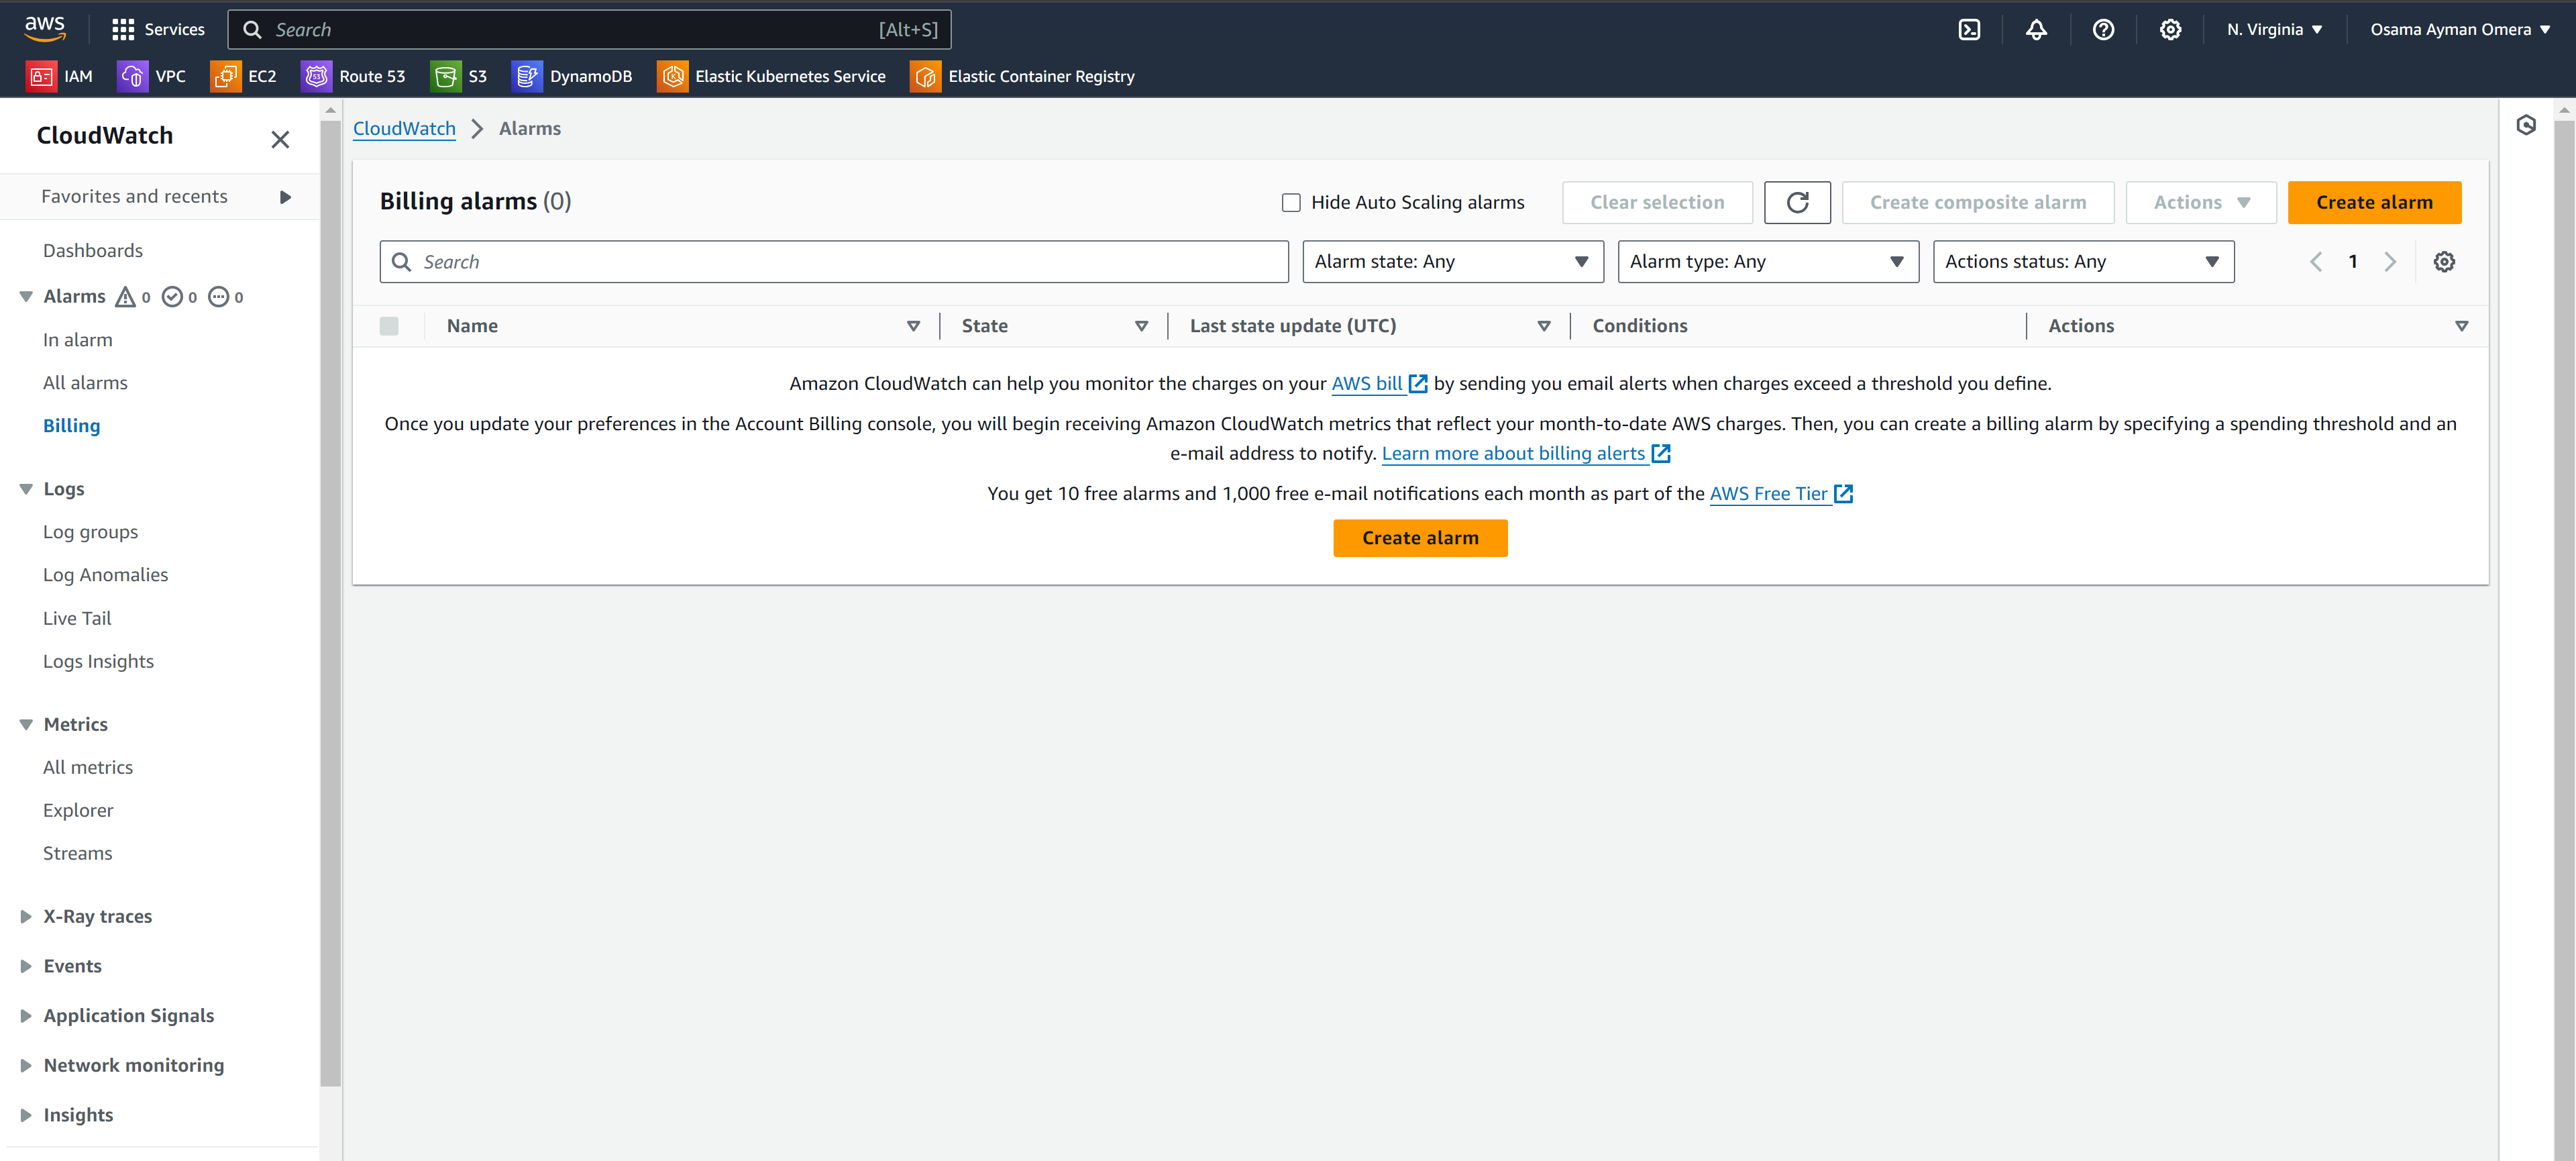 aws Services Search [Alt+S] N. Virginia Osama Ayman Omera
IAM VPC EC2 Route 53 S3 DynamoDB Elastic Kubernetes Service Elastic Container Registry
CloudWatch
Favorites and recents
Dashboards
Alarms 0 0 0
In alarm
All alarms
Billing
Logs
Log groups
Log Anomalies
Live Tail
Logs Insights
Metrics
All metrics
Explorer
Streams
X-Ray traces
Events
Application Signals
Network monitoring
Insights
CloudWatch Alarms
Billing alarms (0) Hide Auto Scaling alarms Clear selection Create composite alarm Actions Create alarm
Search Alarm state: Any Alarm type: Any Actions status: Any 1
Name State Last state update (UTC) Conditions Actions
Amazon CloudWatch can help you monitor the charges on your AWS bill by sending you email alerts when charges exceed a threshold you define.
Once you update your preferences in the Account Billing console, you will begin receiving Amazon CloudWatch metrics that reflect your month-to-date AWS charges. Then, you can create a billing alarm by specifying a spending threshold and an
e-mail address to notify. Learn more about billing alerts
You get 10 free alarms and 1,000 free e-mail notifications each month as part of the AWS Free Tier
Create alarm